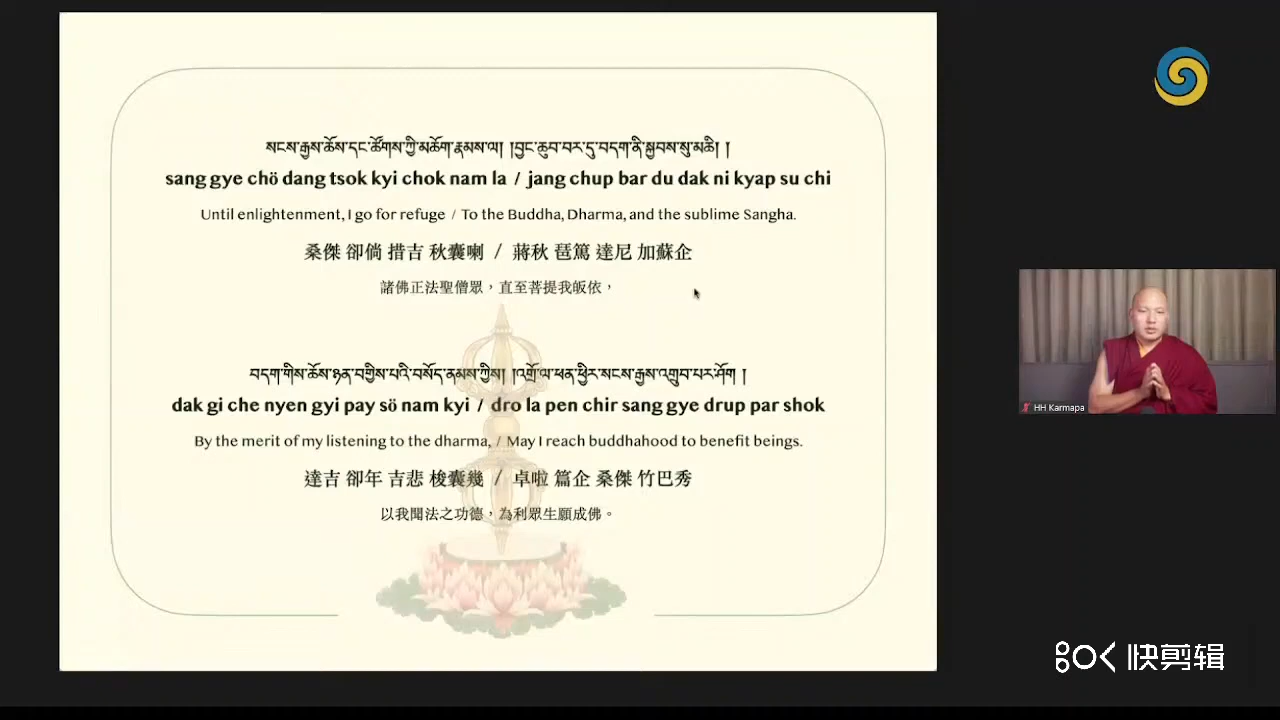 སངས་རྒྱས་ཆོས་དང་ཚོགས་ཀྱི་མཆོག་རྣམས་ལ། །བྱང་ཆུབ་བར་དུ་བདག་ནི་སྐྱབས་སུ་མཆི། །
sang gye chö dang tsok kyi chok nam la / jang chup bar du dak ni kyap su chi
Until enlightenment, I go for refuge / To the Buddha, Dharma, and the sublime Sangha.
桑傑 卻倘 措吉 秋囊喇 / 蔣秋 琶篤 達尼 加蘇企
諸佛正法聖僧眾，直至菩提我皈依，
བདག་གིས་ཆོས་ཉན་བགྱིས་པའི་བསོད་ནམས་ཀྱིས། །འགྲོ་ལ་ཕན་ཕྱིར་སངས་རྒྱས་འགྲུབ་པར་ཤོག །
dak gi che nyen gyi pay sö nam kyi / dro la pen chir sang gye drup par shok
By the merit of my listening to the dharma, / May I reach buddhahood to benefit beings.
達吉 卻年 吉悲 梭囊幾 / 卓啦 篇企 桑傑 竹巴秀
以我聞法之功德，為利眾生願成佛。
HH Karmapa
快剪辑